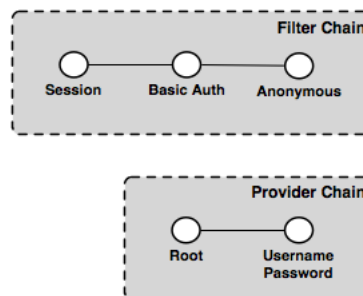 Filter Chain
Session
Basic Auth
Anonymous
Provider Chain
Root
Username
Password